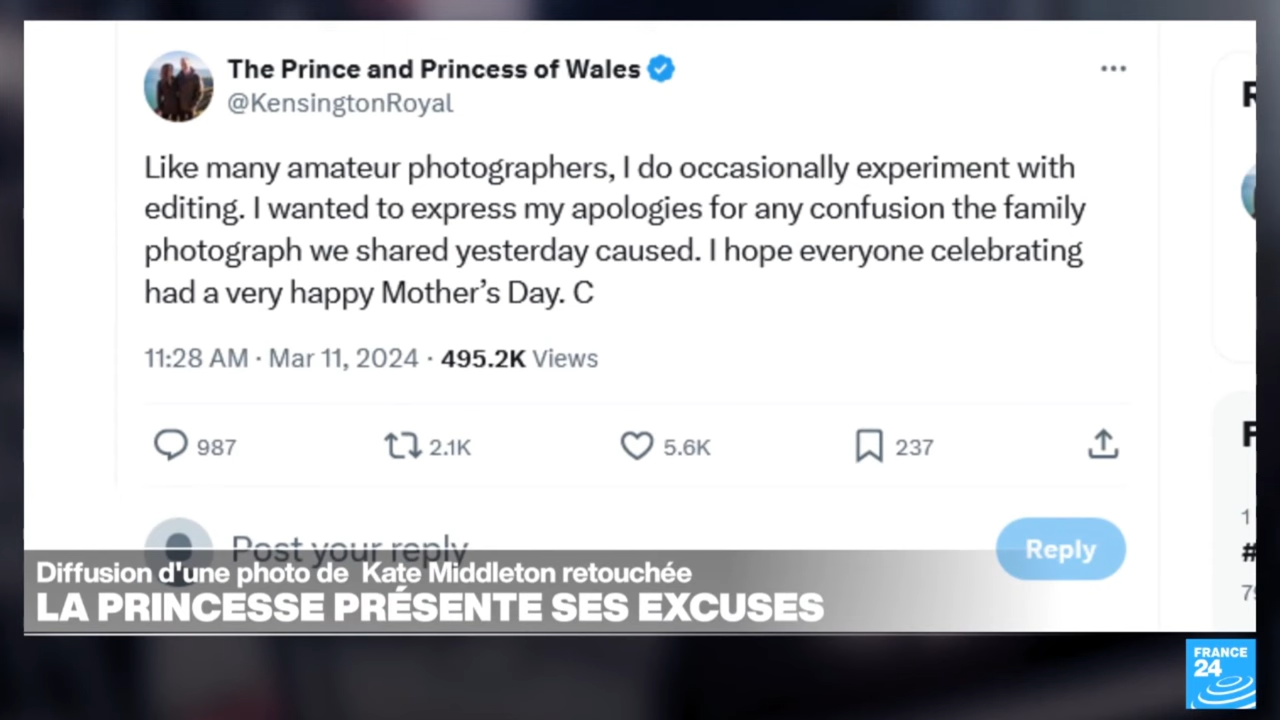 The Prince and Princess of Wales
@KensingtonRoyal
Like many amateur photographers, I do occasionally experiment with
editing. I wanted to express my apologies for any confusion the family
photograph we shared yesterday caused. I hope everyone celebrating
had a very happy Mother’s Day. C
11:28 AM · Mar 11, 2024 · 495.2K Views
987 2.1K 5.6K 237
Post your reply Reply
Diffusion d'une photo de Kate Middleton retouchée
LA PRINCESSE PRÉSENTE SES EXCUSES
FRANCE
24